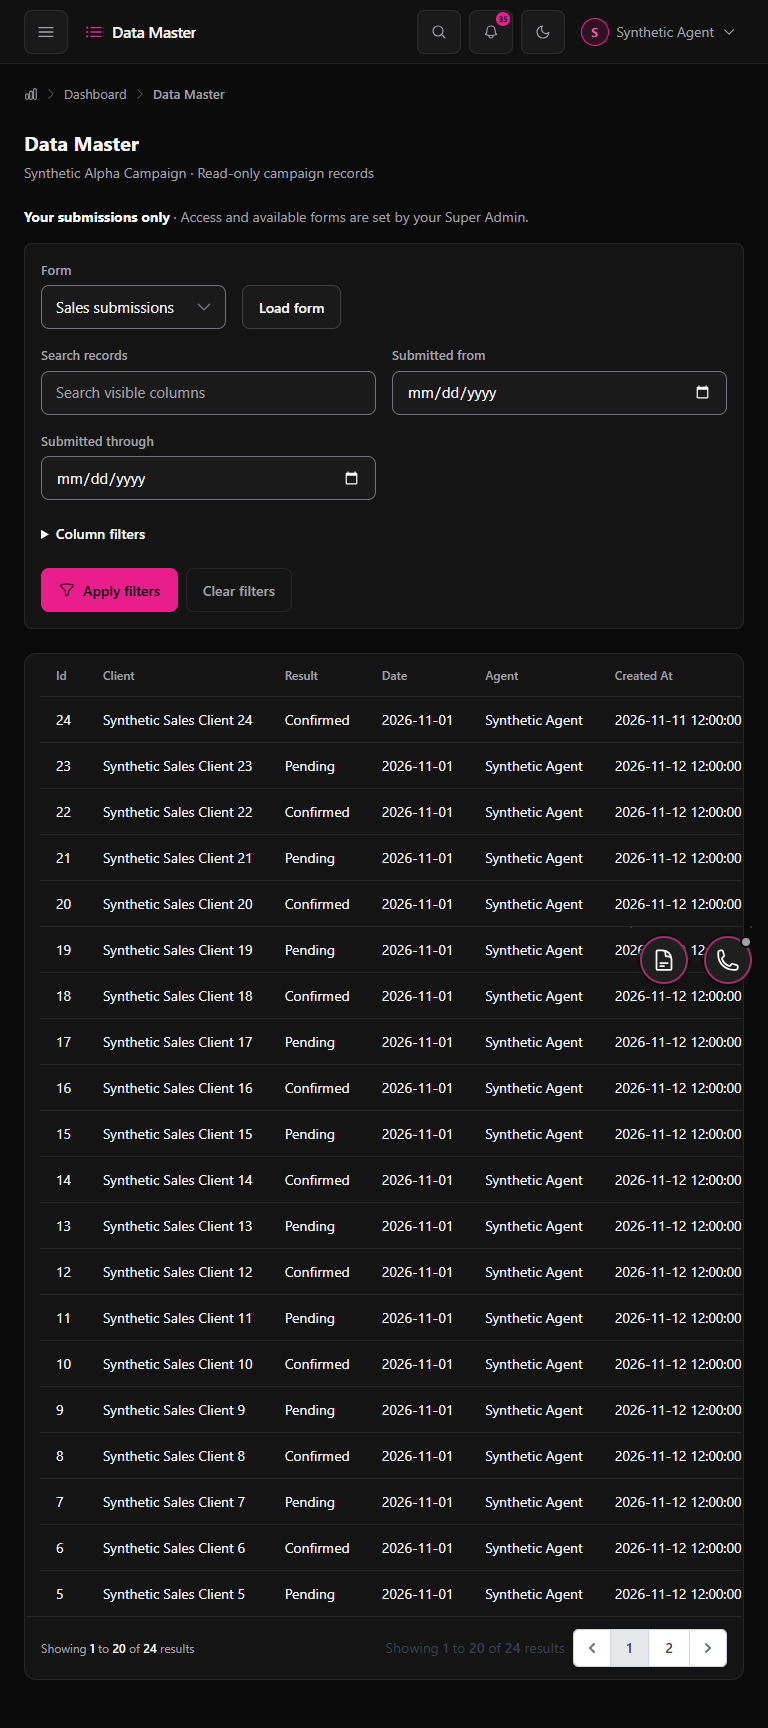 Data Master
35
S
Synthetic Agent
Dashboard
Data Master
Data Master
Synthetic Alpha Campaign · Read-only campaign records
Your submissions only · Access and available forms are set by your Super Admin.
Form
Sales submissions
Load form
Search records
Submitted from
Search visible columns
mm/dd/yyyy
Submitted through
mm/dd/yyyy
Column filters
Apply filters
Clear filters
Id Client Result Date Agent Created At
24 Synthetic Sales Client 24 Confirmed 2026-11-01 Synthetic Agent 2026-11-11 12:00:00
23 Synthetic Sales Client 23 Pending 2026-11-01 Synthetic Agent 2026-11-12 12:00:00
22 Synthetic Sales Client 22 Confirmed 2026-11-01 Synthetic Agent 2026-11-12 12:00:00
21 Synthetic Sales Client 21 Pending 2026-11-01 Synthetic Agent 2026-11-12 12:00:00
20 Synthetic Sales Client 20 Confirmed 2026-11-01 Synthetic Agent 2026-11-12 12:00:00
19 Synthetic Sales Client 19 Pending 2026-11-01 Synthetic Agent
18 Synthetic Sales Client 18 Confirmed 2026-11-01 Synthetic Agent 2026-11-12 12:00:00
17 Synthetic Sales Client 17 Pending 2026-11-01 Synthetic Agent 2026-11-12 12:00:00
16 Synthetic Sales Client 16 Confirmed 2026-11-01 Synthetic Agent 2026-11-12 12:00:00
15 Synthetic Sales Client 15 Pending 2026-11-01 Synthetic Agent 2026-11-12 12:00:00
14 Synthetic Sales Client 14 Confirmed 2026-11-01 Synthetic Agent 2026-11-12 12:00:00
13 Synthetic Sales Client 13 Pending 2026-11-01 Synthetic Agent 2026-11-12 12:00:00
12 Synthetic Sales Client 12 Confirmed 2026-11-01 Synthetic Agent 2026-11-12 12:00:00
11 Synthetic Sales Client 11 Pending 2026-11-01 Synthetic Agent 2026-11-12 12:00:00
10 Synthetic Sales Client 10 Confirmed 2026-11-01 Synthetic Agent 2026-11-12 12:00:00
9 Synthetic Sales Client 9 Pending 2026-11-01 Synthetic Agent 2026-11-12 12:00:00
8 Synthetic Sales Client 8 Confirmed 2026-11-01 Synthetic Agent 2026-11-12 12:00:00
7 Synthetic Sales Client 7 Pending 2026-11-01 Synthetic Agent 2026-11-12 12:00:00
6 Synthetic Sales Client 6 Confirmed 2026-11-01 Synthetic Agent 2026-11-12 12:00:00
5 Synthetic Sales Client 5 Pending 2026-11-01 Synthetic Agent 2026-11-12 12:00:00
Showing 1 to 20 of 24 results
Showing 1 to 20 of 24 results
1 2